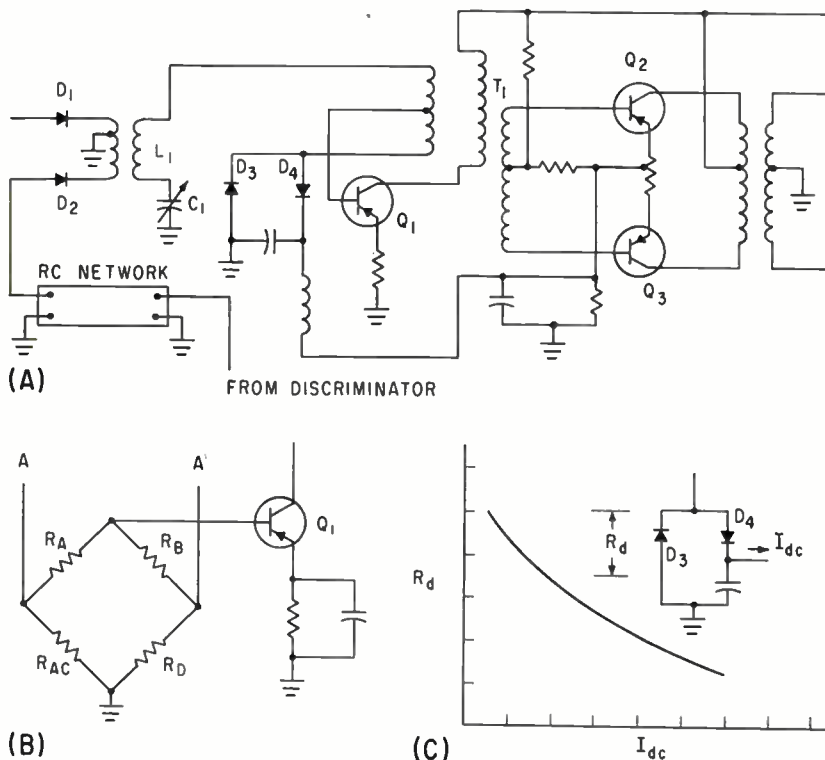 D1
D2
L1
C1
D3
D4
Q1
T1
Q2
Q3
RC NETWORK
FROM DISCRIMINATOR
(A)
A
A'
RA
RB
RAC
RD
Q1
(B)
Rd
Rd
D3
D4
Idc
Idc
(C)